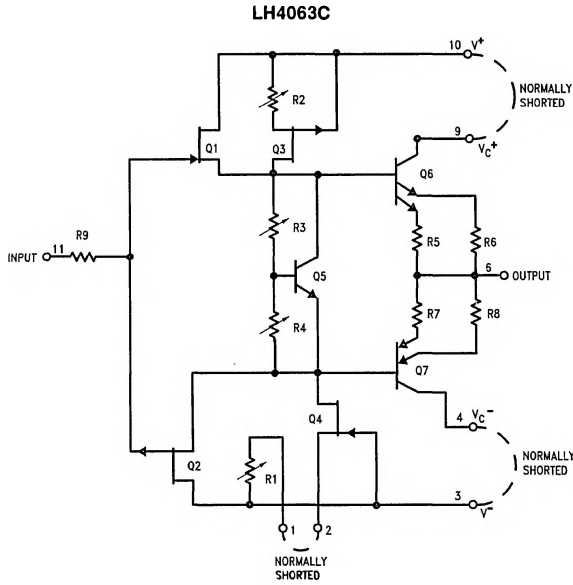 LH4063C
10 V+
NORMALLY
SHORTED
R2
9
VC+
Q1
Q3
Q6
R9
R3
R5
R6
INPUT
11
6
OUTPUT
Q5
R4
R7
R8
Q7
Q4
4
VC−
Q2
R1
NORMALLY
SHORTED
3
V−
1
2
NORMALLY
SHORTED